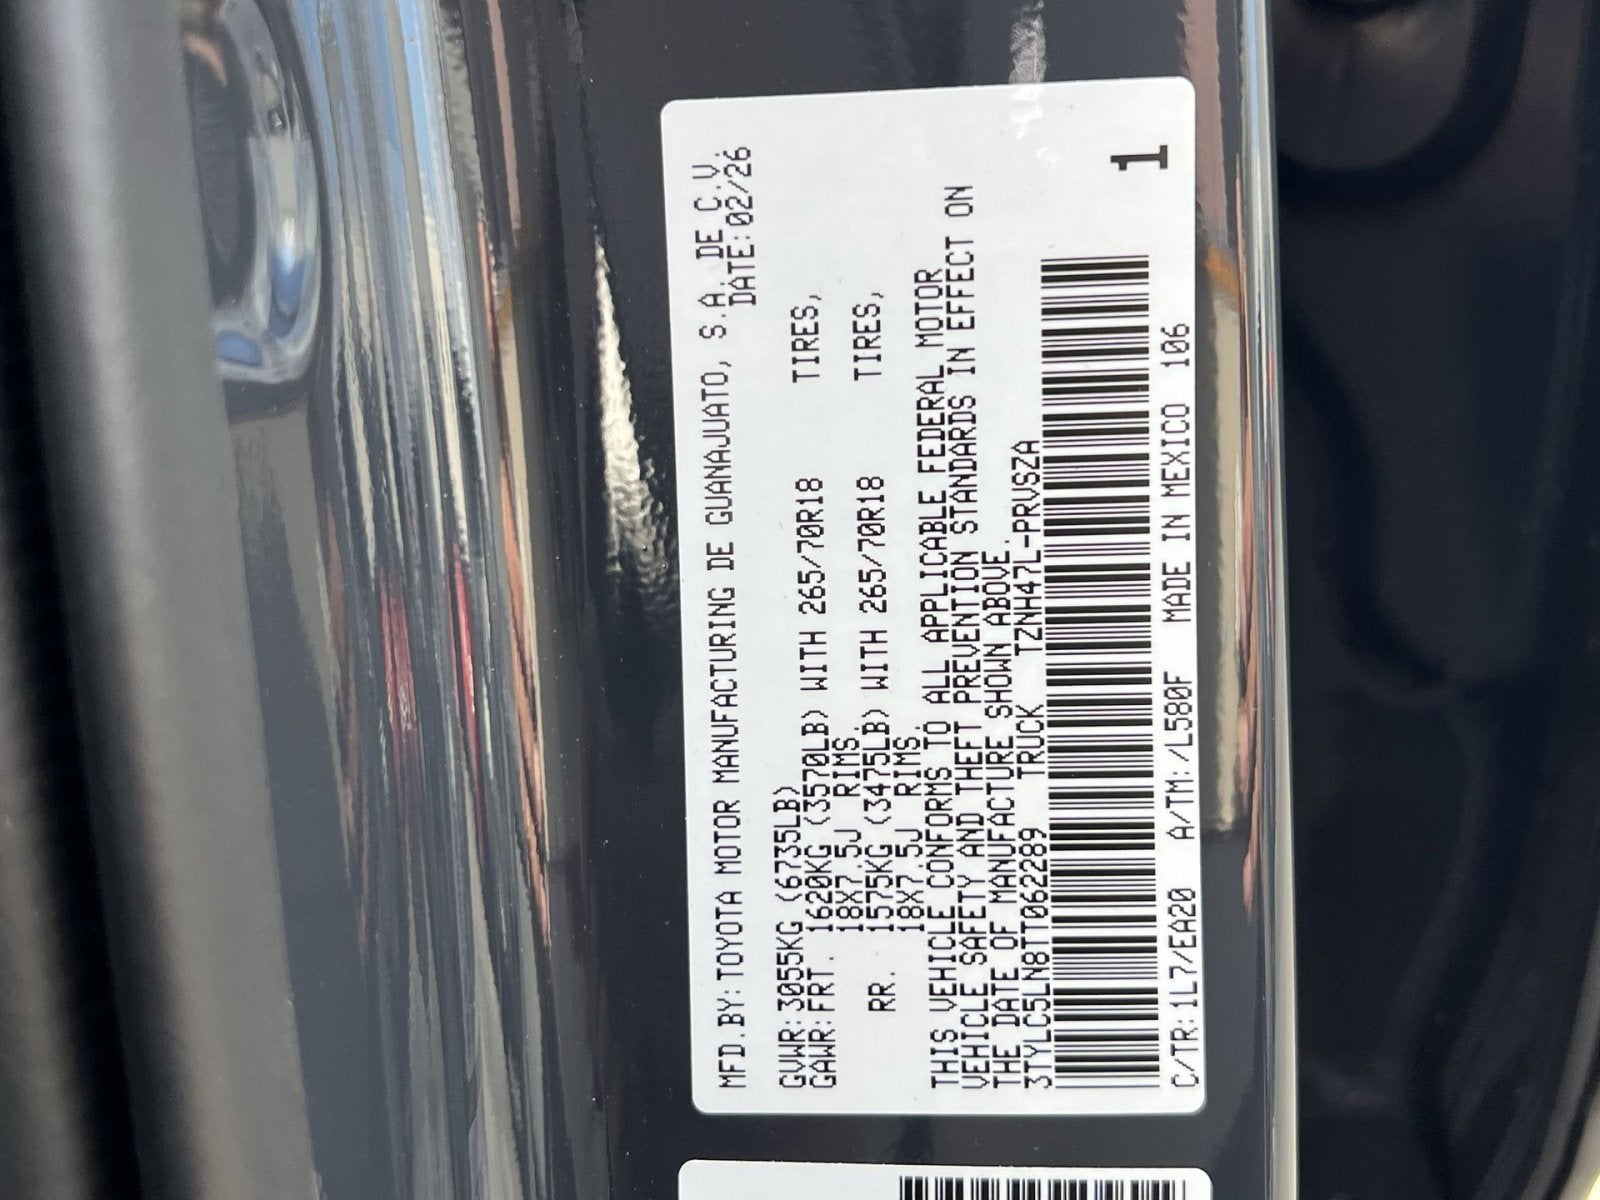 MFD.BY:TOYOTA MOTOR MANUFACTURING DE GUANAJUATO, S.A. DE C.V.
DATE:02/26
GVWR:3055KG (6735LB)
GAWR:FRT. 1620KG (3570LB) WITH 265/70R18 TIRES,
18X7.5J RIMS.
RR. 1575KG (3475LB) WITH 265/70R18 TIRES,
18X7.5J RIMS.
THIS VEHICLE CONFORMS TO ALL APPLICABLE FEDERAL MOTOR
VEHICLE SAFETY AND THEFT PREVENTION STANDARDS IN EFFECT ON
THE DATE OF MANUFACTURE SHOWN ABOVE.
3TYLC5LN8TT062289 TRUCK TZNH47L-PRVSZA
C/TR:1L7/EA20 A/TM:/L580F MADE IN MEXICO 106
1